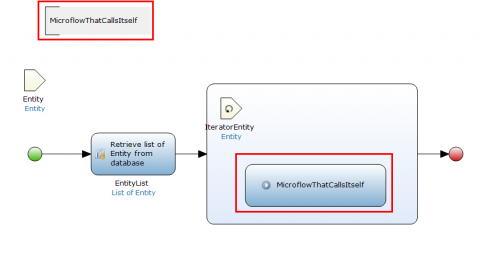 MicroflowThatCallsItself
Entity
Entity
Retrieve list of
Entity from
database
EntityList
List of Entity
IteratorEntity
Entity
MicroflowThatCallsItself